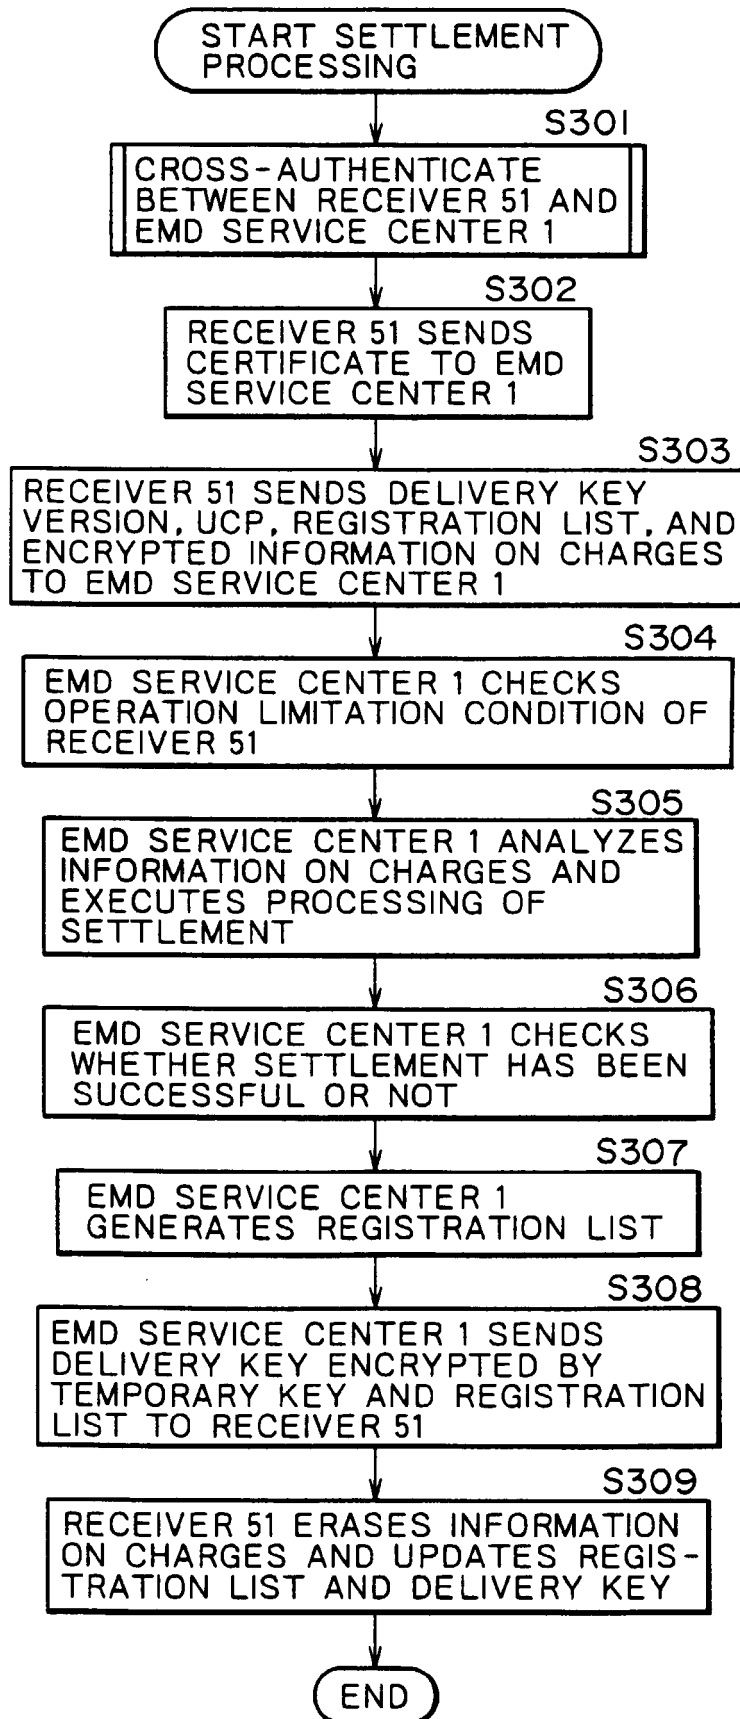 START SETTLEMENT
PROCESSING
S301
CROSS-AUTHENTICATE
BETWEEN RECEIVER 51 AND
EMD SERVICE CENTER 1
S302
RECEIVER 51 SENDS
CERTIFICATE TO EMD
SERVICE CENTER 1
S303
RECEIVER 51 SENDS DELIVERY KEY
VERSION, UCP, REGISTRATION LIST, AND
ENCRYPTED INFORMATION ON CHARGES
TO EMD SERVICE CENTER 1
S304
EMD SERVICE CENTER 1 CHECKS
OPERATION LIMITATION CONDITION OF
RECEIVER 51
S305
EMD SERVICE CENTER 1 ANALYZES
INFORMATION ON CHARGES AND
EXECUTES PROCESSING OF
SETTLEMENT
S306
EMD SERVICE CENTER 1 CHECKS
WHETHER SETTLEMENT HAS BEEN
SUCCESSFUL OR NOT
S307
EMD SERVICE CENTER 1
GENERATES REGISTRATION LIST
S308
EMD SERVICE CENTER 1 SENDS
DELIVERY KEY ENCRYPTED BY
TEMPORARY KEY AND REGISTRATION
LIST TO RECEIVER 51
S309
RECEIVER 51 ERASES INFORMATION
ON CHARGES AND UPDATES REGIS-
TRATION LIST AND DELIVERY KEY
END